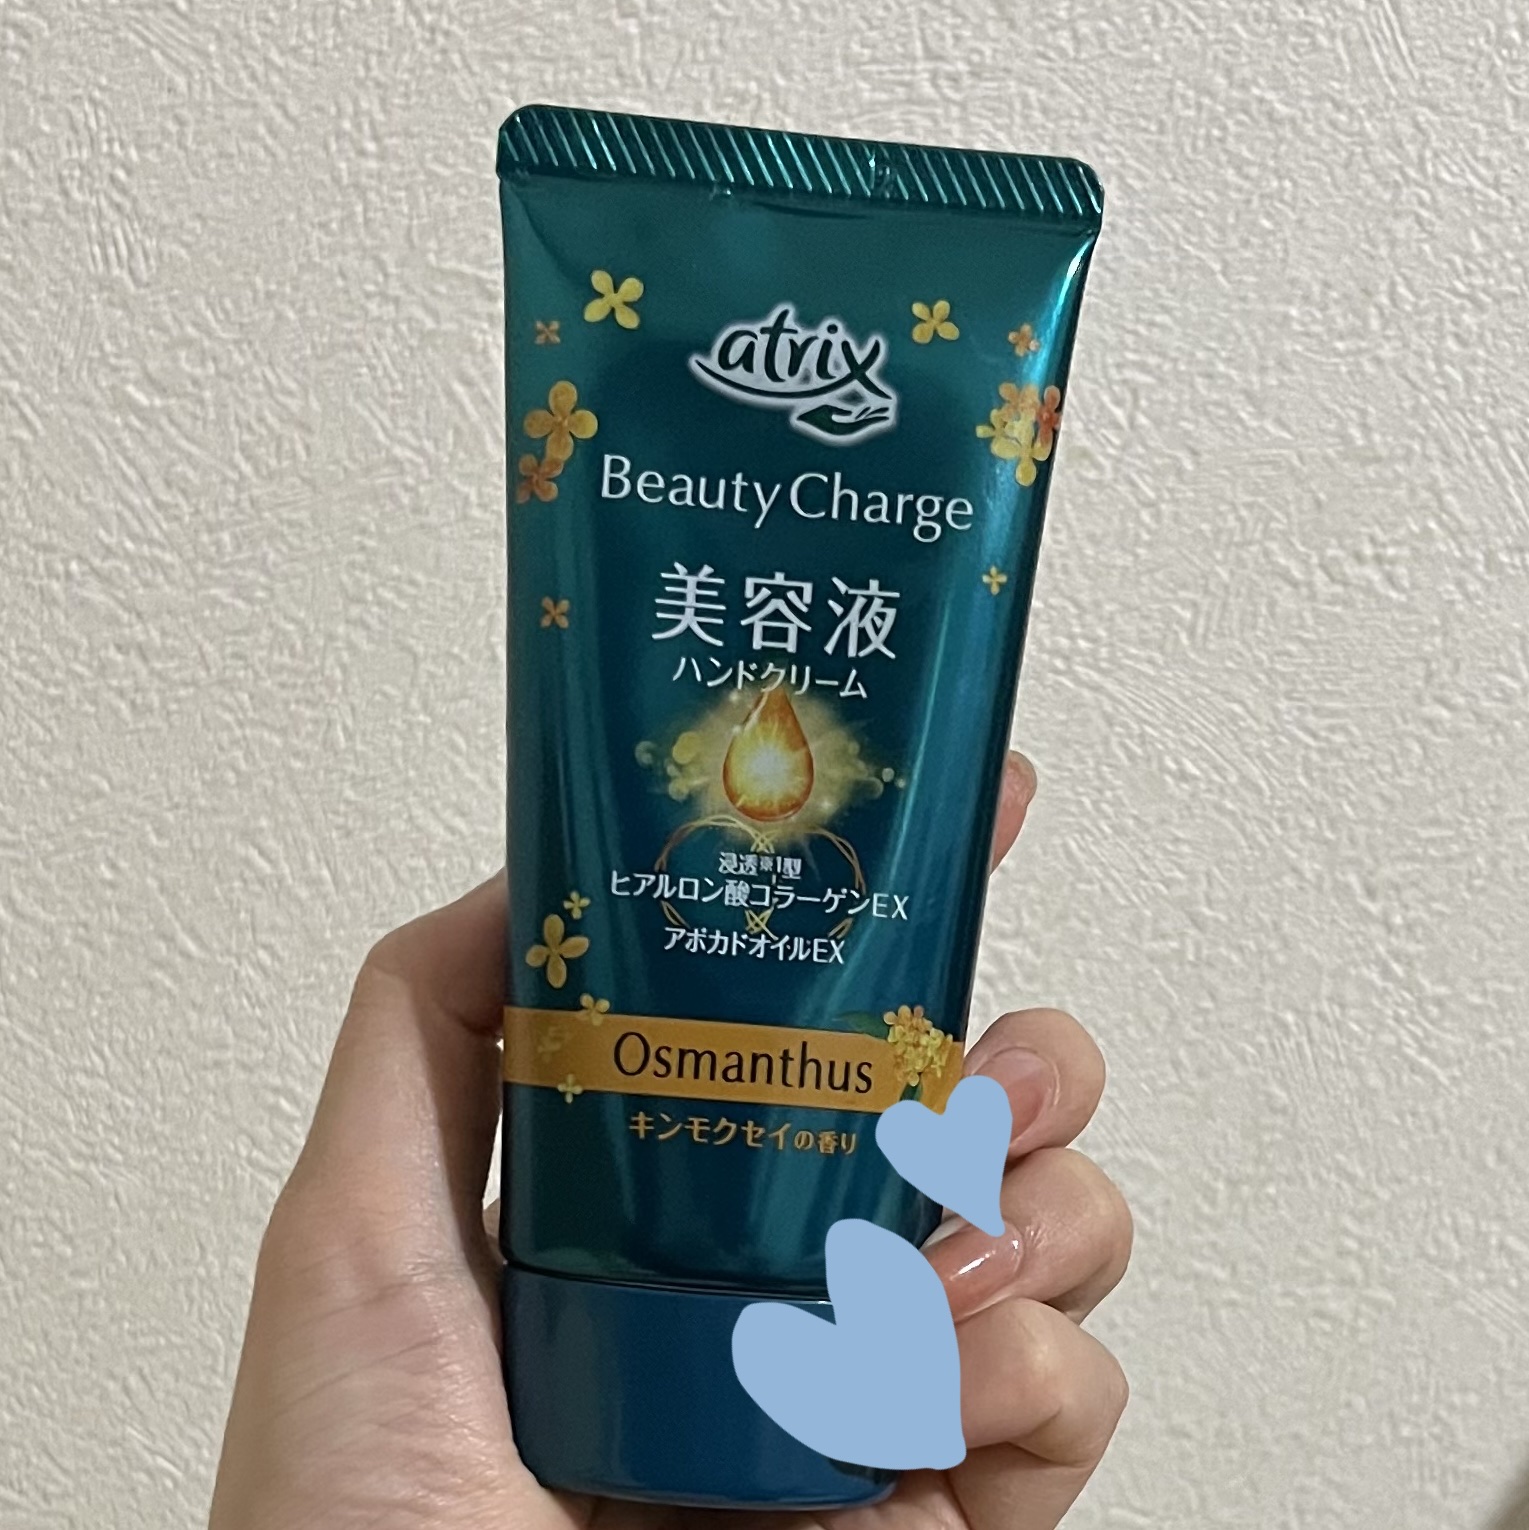 atrix
Beauty Charge
美容液
ハンドクリーム
浸透※1型
ヒアルロン酸コラーゲンEX
アボカドオイルEX
Osmanthus
キンモクセイの香り